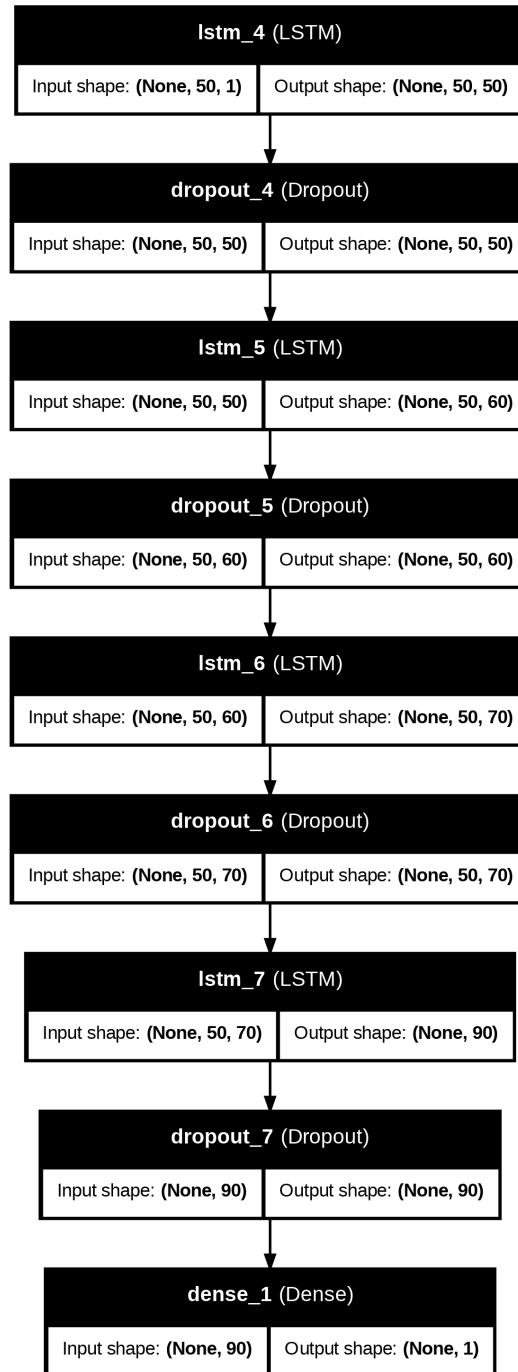 lstm_4 (LSTM)
Input shape: (None, 50, 1) Output shape: (None, 50, 50)
dropout_4 (Dropout)
Input shape: (None, 50, 50) Output shape: (None, 50, 50)
lstm_5 (LSTM)
Input shape: (None, 50, 50) Output shape: (None, 50, 60)
dropout_5 (Dropout)
Input shape: (None, 50, 60) Output shape: (None, 50, 60)
lstm_6 (LSTM)
Input shape: (None, 50, 60) Output shape: (None, 50, 70)
dropout_6 (Dropout)
Input shape: (None, 50, 70) Output shape: (None, 50, 70)
lstm_7 (LSTM)
Input shape: (None, 50, 70) Output shape: (None, 90)
dropout_7 (Dropout)
Input shape: (None, 90) Output shape: (None, 90)
dense_1 (Dense)
Input shape: (None, 90) Output shape: (None, 1)